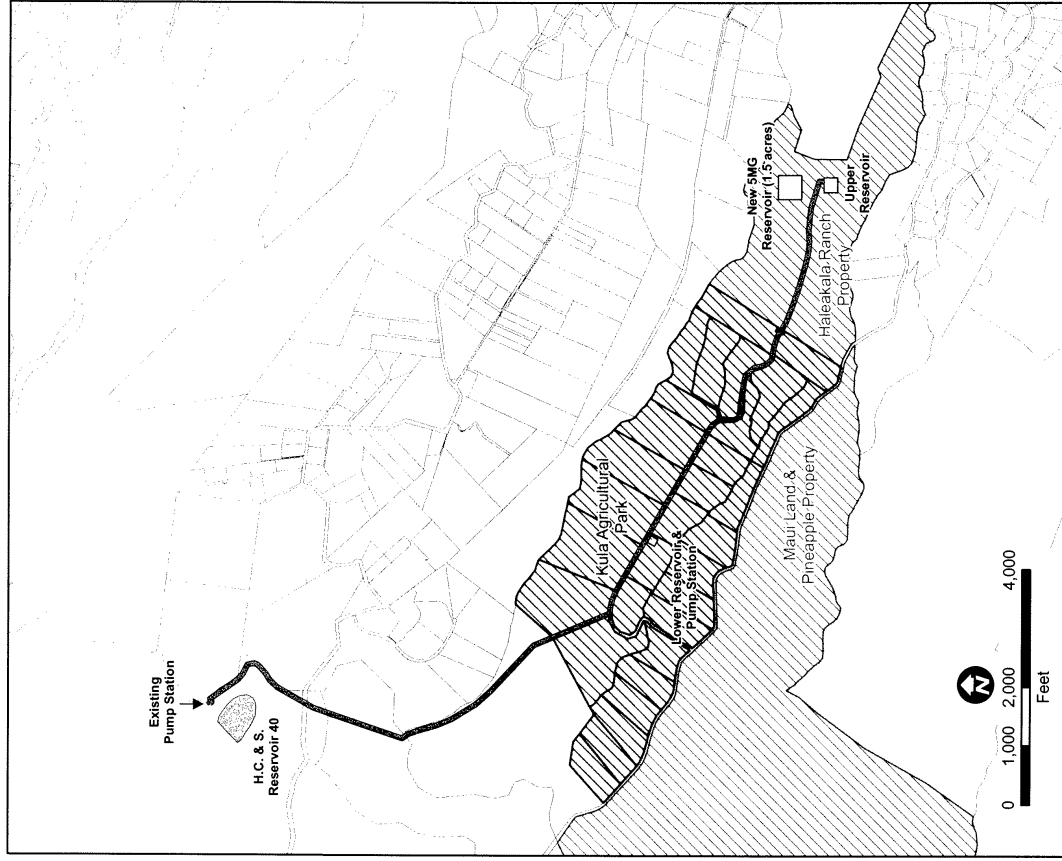 Existing
Pump Station
H.C. & S.
Reservoir 40
New 5MG
Reservoir (1.5 acres)
Upper
Reservoir
Haleakala Ranch
Property
Kula Agricultural
Park
Lower Reservoir &
Pump Station
Maui Land &
Pineapple Property
N
0 1,000 2,000 4,000
Feet